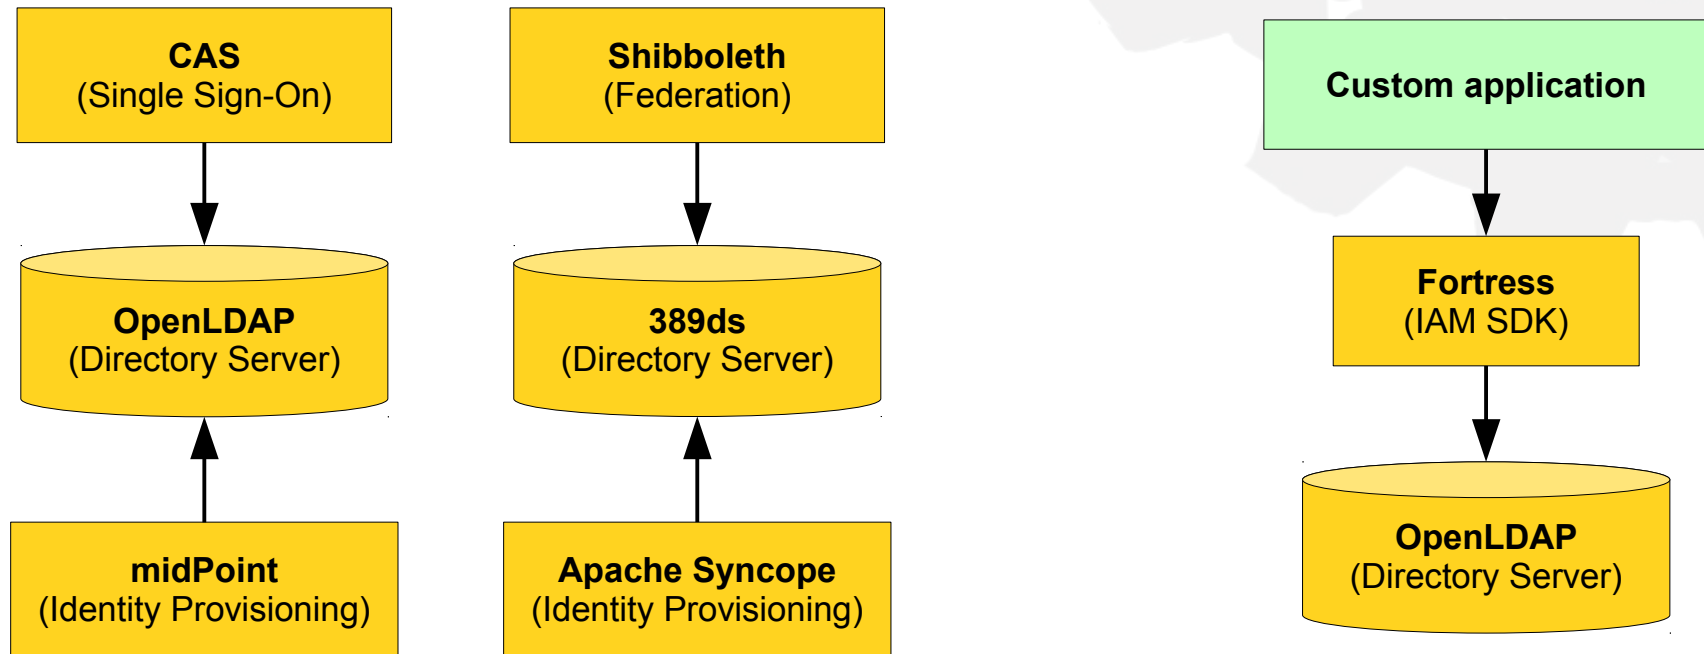 CAS
(Single Sign-On)
Shibboleth
(Federation)
Custom application
OpenLDAP
(Directory Server)
389ds
(Directory Server)
Fortress
(IAM SDK)
midPoint
(Identity Provisioning)
Apache Syncope
(Identity Provisioning)
OpenLDAP
(Directory Server)